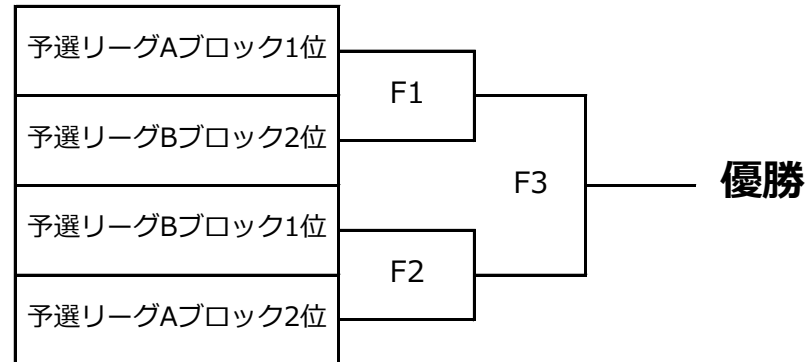 予選リーグAブロック1位
F1
予選リーグBブロック2位
F3
優勝
予選リーグBブロック1位
F2
予選リーグAブロック2位